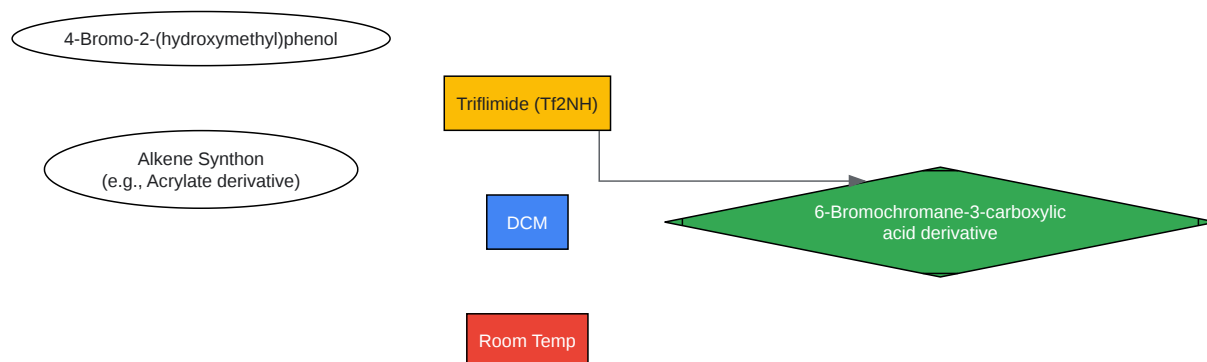 4-Bromo-2-(hydroxymethyl)phenol
Alkene Synthon
(e.g., Acrylate derivative)
Triflimide (Tf2NH)
DCM
Room Temp
6-Bromochromane-3-carboxylic
acid derivative